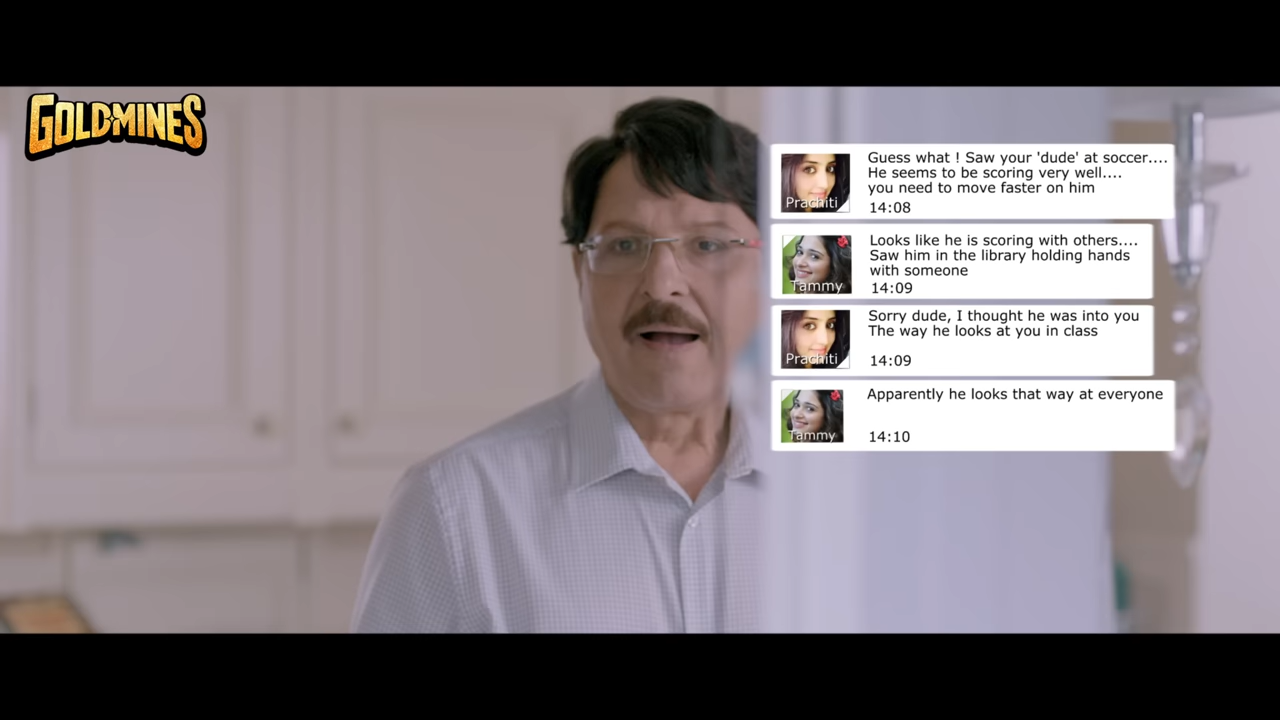 GOLDMINES
Guess what ! Saw your 'dude' at soccer....
He seems to be scoring very well....
you need to move faster on him
Prachiti
14:08
Looks like he is scoring with others....
Saw him in the library holding hands
with someone
Tammy
14:09
Sorry dude, I thought he was into you
The way he looks at you in class
Prachiti
14:09
Apparently he looks that way at everyone
Tammy
14:10